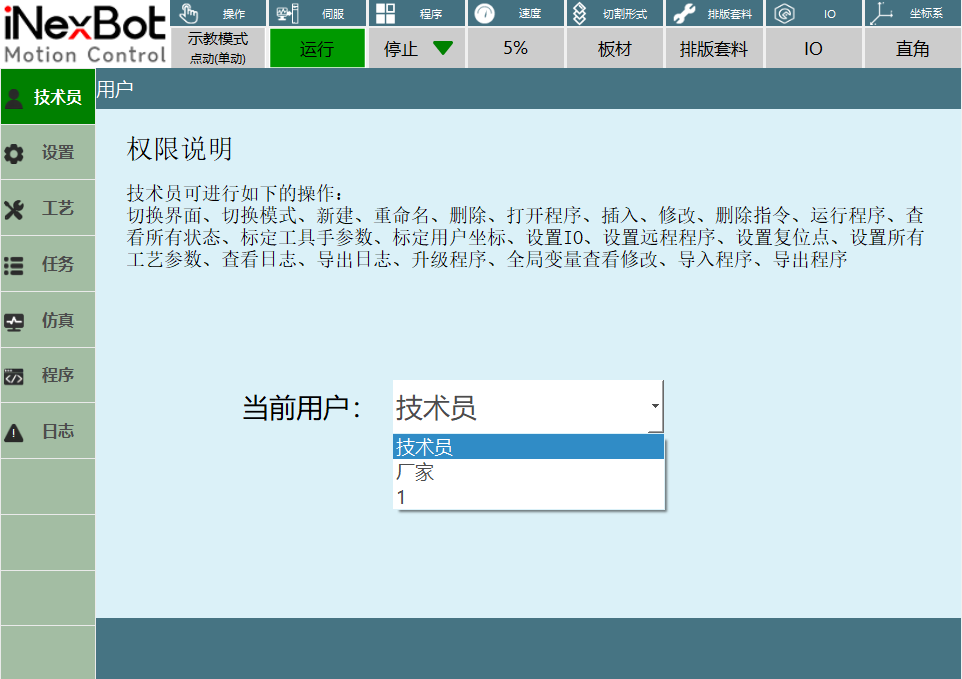 iNexBot
Motion Control
操作
伺服
程序
速度
切割形式
排版套料
IO
坐标系
示教模式
点动(单动)
运行
停止
5%
板材
排版套料
IO
直角
技术员
用户
设置
工艺
任务
仿真
程序
日志
权限说明
技术员可进行如下的操作：
切换界面、切换模式、新建、重命名、删除、打开程序、插入、修改、删除指令、运行程序、查
看所有状态、标定工具手参数、标定用户坐标、设置IO、设置远程程序、设置复位点、设置所有
工艺参数、查看日志、导出日志、升级程序、全局变量查看修改、导入程序、导出程序
当前用户：
技术员
技术员
厂家
1